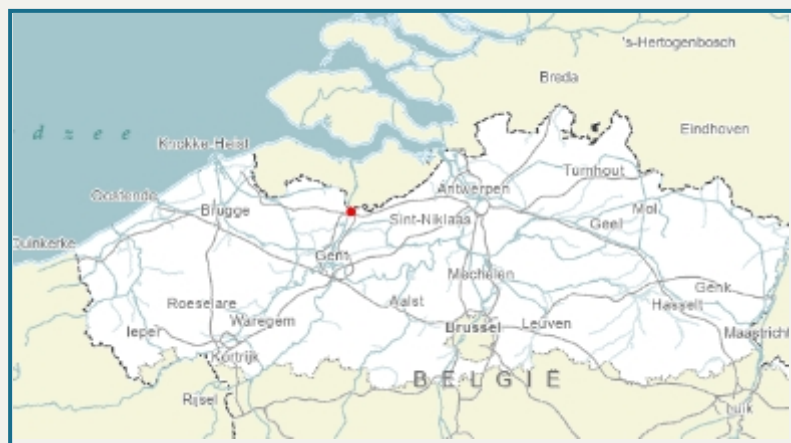 's-Hertogenbosch
Breda
d z e e
Eindhoven
Knokke-Heist
Turnhout
Oostende
Antwerpen
Brugge
Mol
Sint-Niklaas
Geel
Duinkerke
Gent
Mechelen
Genk
Roeselare
Aalst
Hasselt
Waregem
Brussel
Leuven
Ieper
Maastricht
Kortrijk
BELGIË
Rijsel
Luik